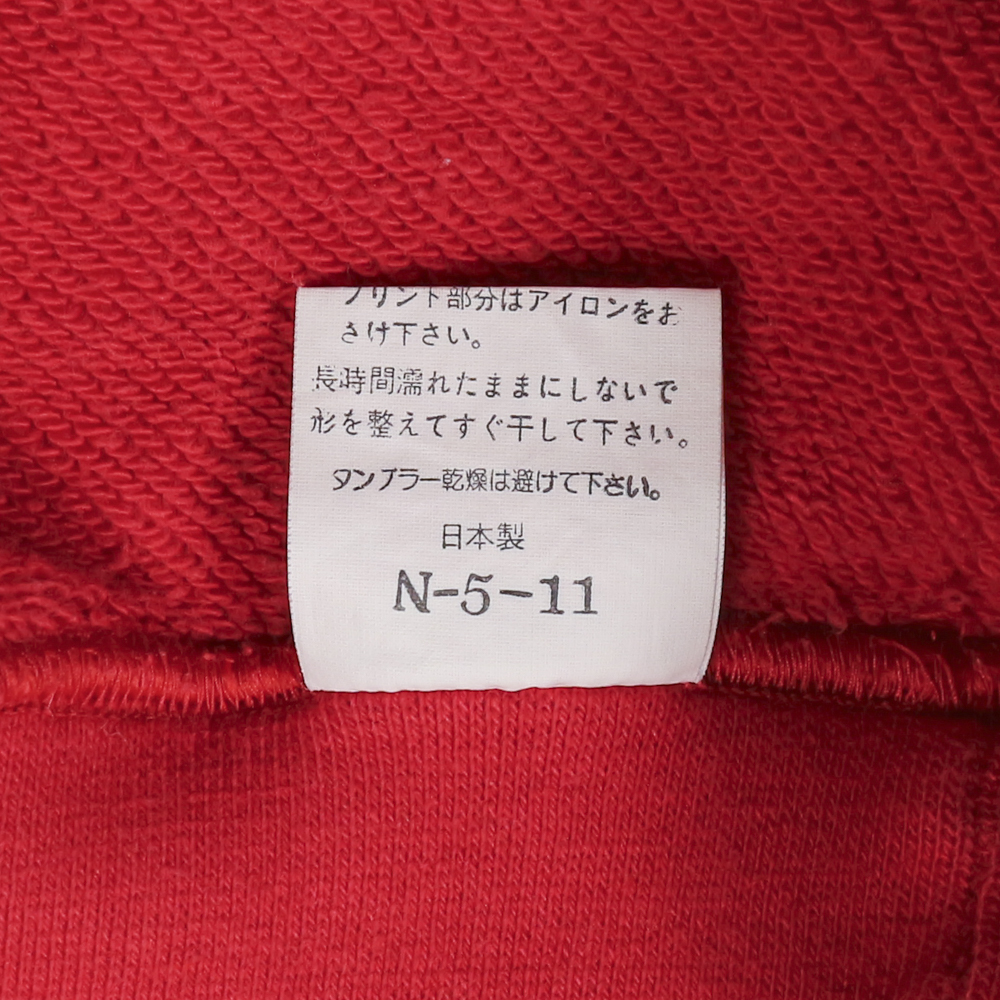 プリント部分はアイロンをお
さけ下さい。
長時間濡れたままにしないで
形を整えてすぐ干して下さい。
タンブラー乾燥は避けて下さい。
日本製
N-5-11